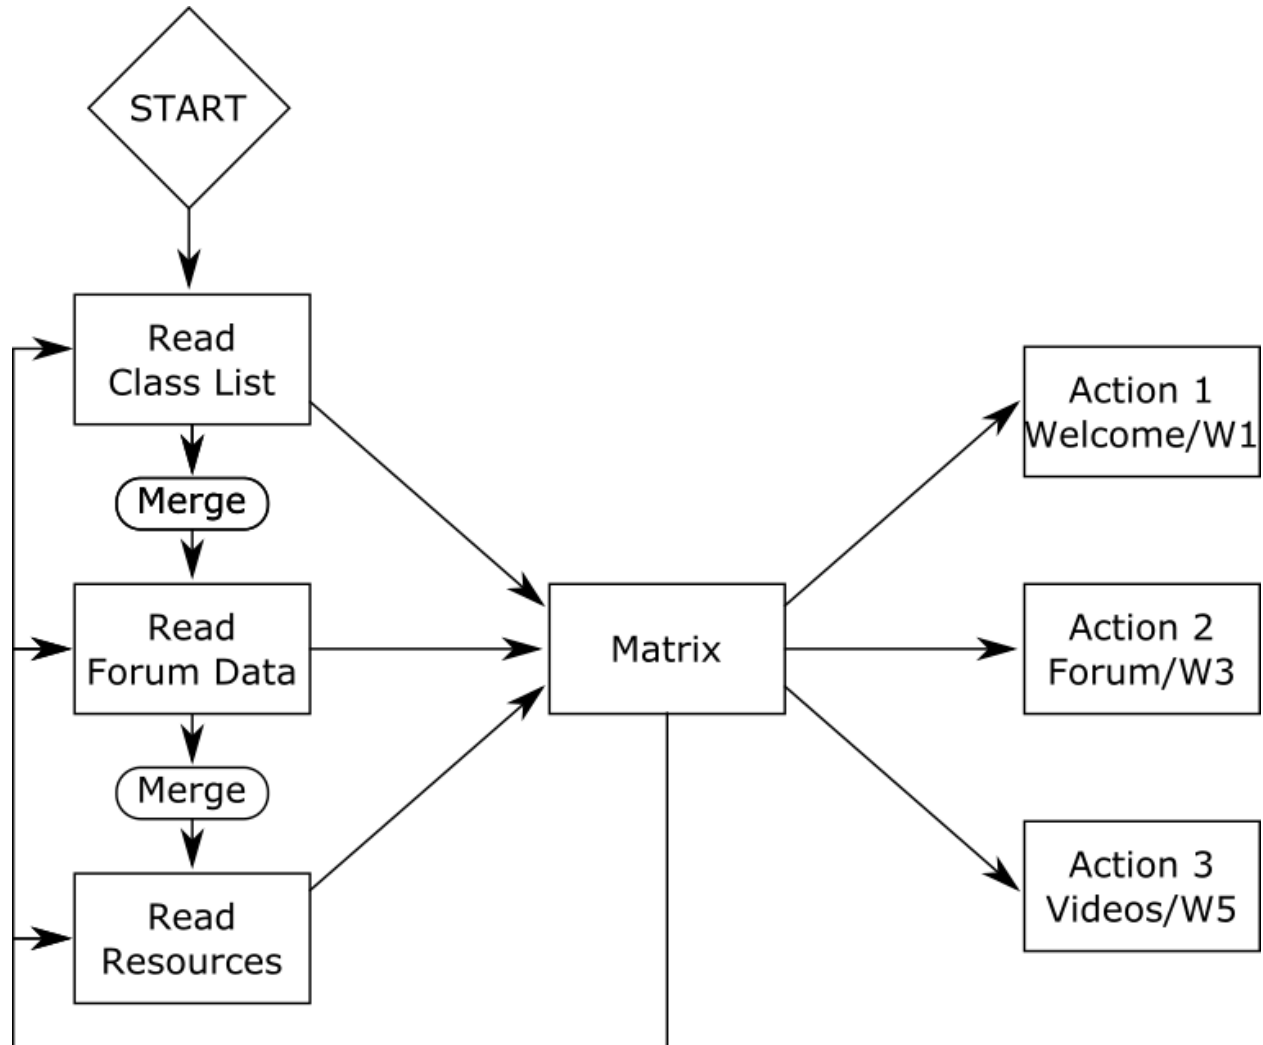 START
Read
Class List
Merge
Read
Forum Data
Merge
Read
Resources
Matrix
Action 1
Welcome/W1
Action 2
Forum/W3
Action 3
Videos/W5